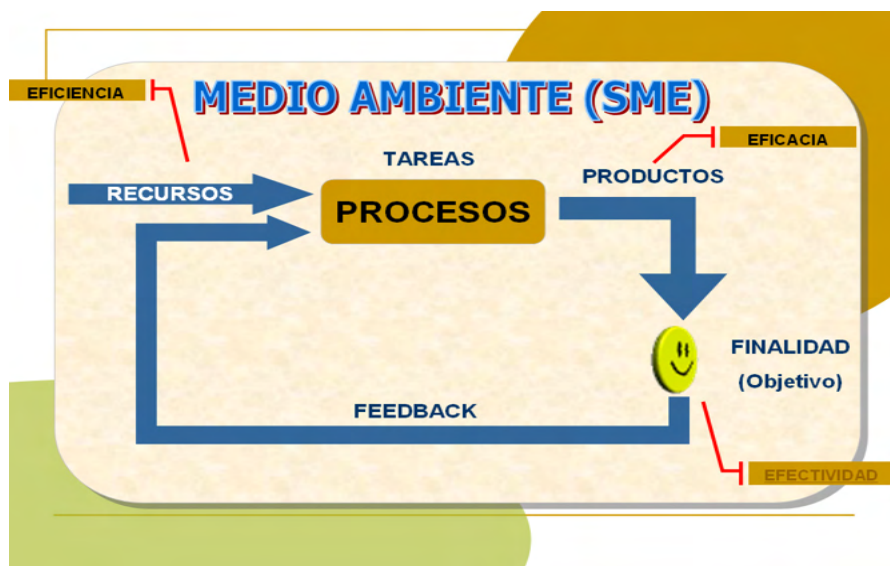 EFICIENCIA
MEDIO AMBIENTE (SME)
EFICACIA
TAREAS
PRODUCTOS
RECURSOS
PROCESOS
FINALIDAD
(Objetivo)
FEEDBACK
EFECTIVIDAD